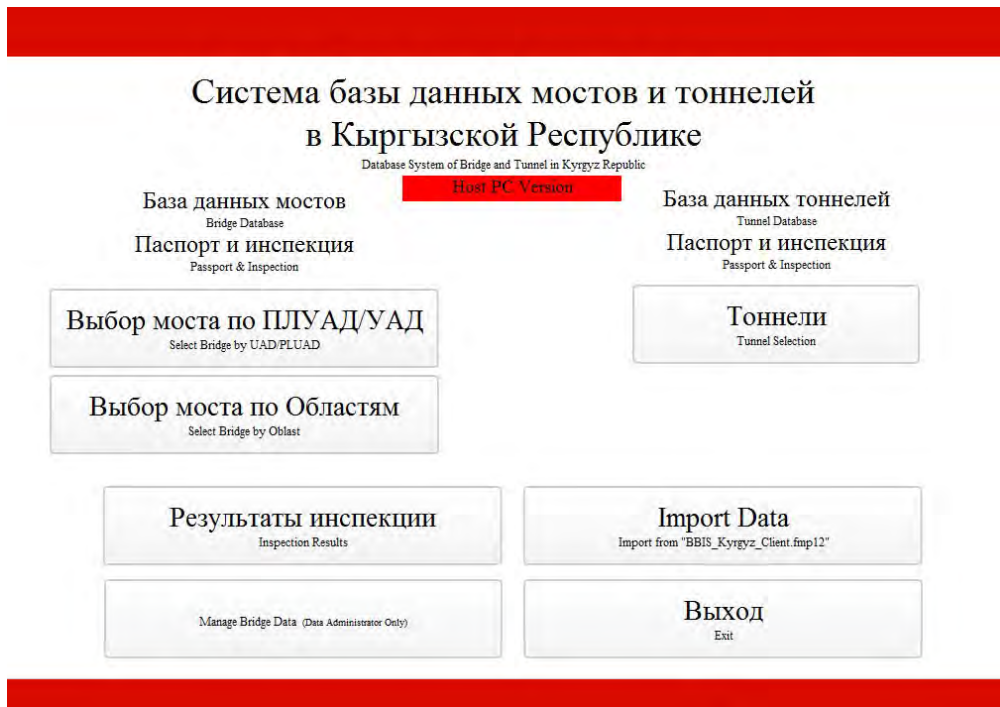 Система базы данных мостов и тоннелей
в Кыргызской Республике
Database System of Bridge and Tunnel in Kyrgyz Republic
Host PC Version
База данных мостов
Bridge Database
Паспорт и инспекция
Passport & Inspection
База данных тоннелей
Tunnel Database
Паспорт и инспекция
Passport & Inspection
Выбор моста по ПЛУАД/УАД
Select Bridge by UAD/PLUAD
Тоннели
Tunnel Selection
Выбор моста по Областям
Select Bridge by Oblast
Результаты инспекции
Inspection Results
Import Data
Import from "BBIS_Kyrgyz_Client.fmp12"
Manage Bridge Data (Data Administrator Only)
Выход
Exit